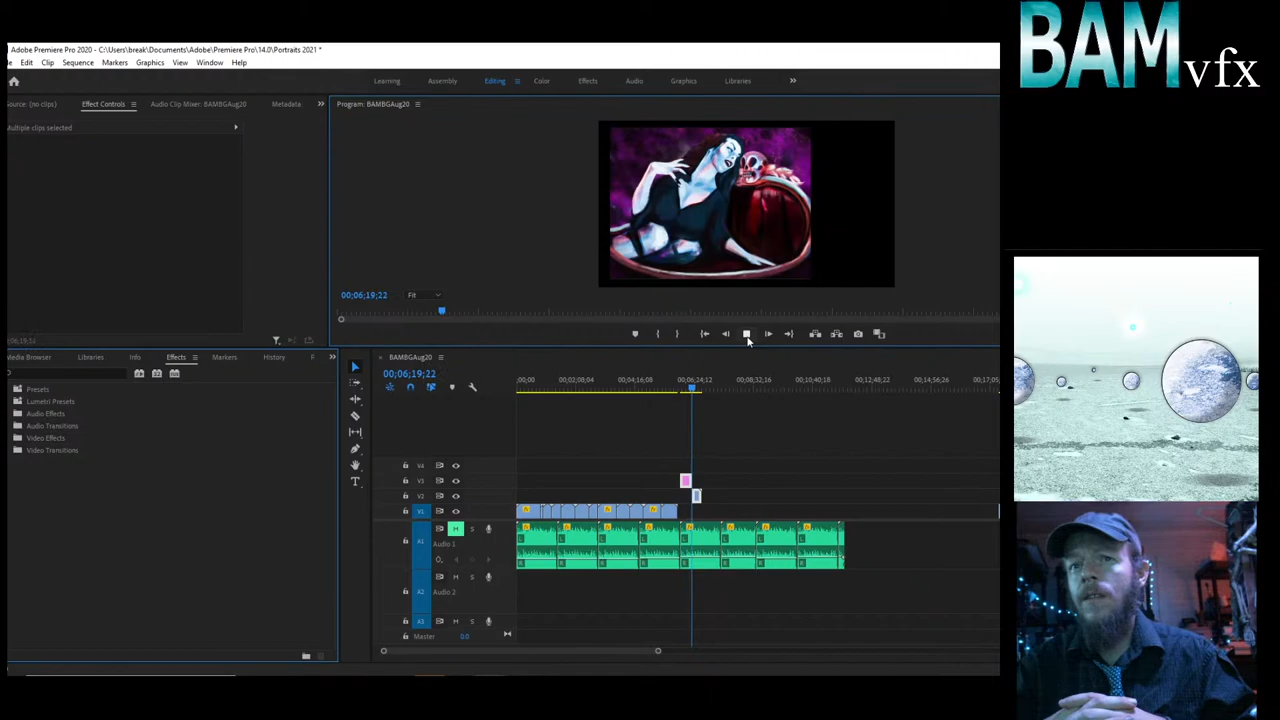 BAM vfx
Adobe Premiere Pro 2020 - C:\Users\break\Documents\Adobe\Premiere Pro\14.0\Portraits 2021 *
Edit Clip Sequence Markers Graphics View Window Help
Learning Assembly Editing Color Effects Audio Graphics Libraries
(no clips) Effect Controls Audio Clip Mixer: BAMBGAug20 Metadata
Program: BAMBGAug20
Multiple clips selected
00;06;19;22 Fit
Media Browser Libraries Info Effects Markers History F
BAMBGAug20
00;06;19;22
;00;00 00;02;08;04 00;04;16;08 00;06;24;12 00;08;32;16 00;10;40;18 00;12;48;22 00;14;56;26 00;17;05
Presets
Lumetri Presets
Audio Effects
Audio Transitions
Video Effects
Video Transitions
V4
V3
V2
V1
M S
A1 Audio 1
M S
A2 Audio 2
A3 M S
Master 0.0